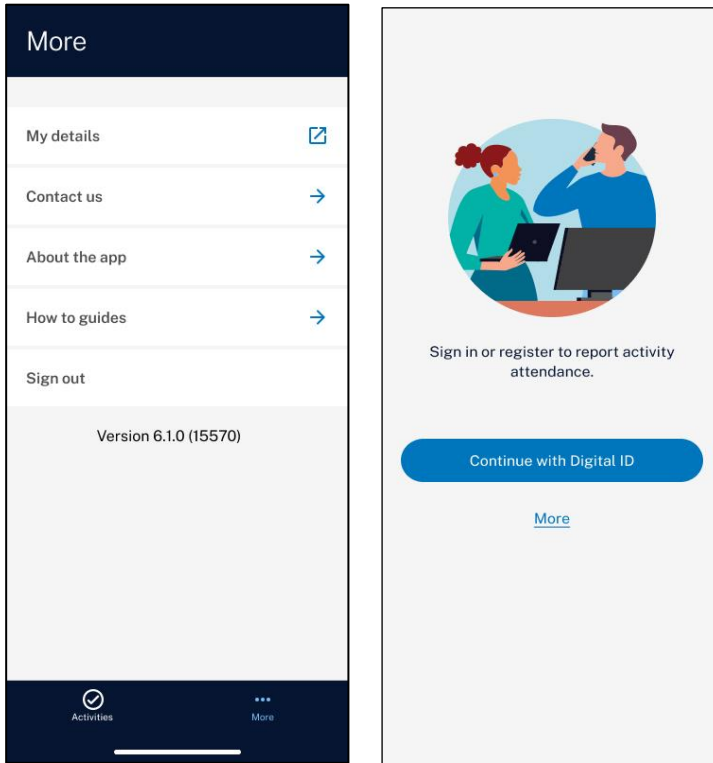 More
My details
Contact us
About the app
How to guides
Sign out
Version 6.1.0 (15570)
Activities
More
Sign in or register to report activity
attendance.
Continue with Digital ID
More